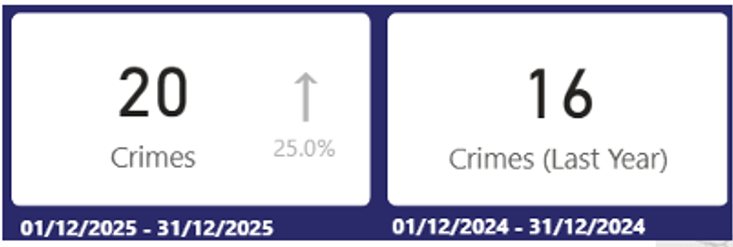 20
↑
25.0%
Crimes
01/12/2025 - 31/12/2025
16
Crimes (Last Year)
01/12/2024 - 31/12/2024